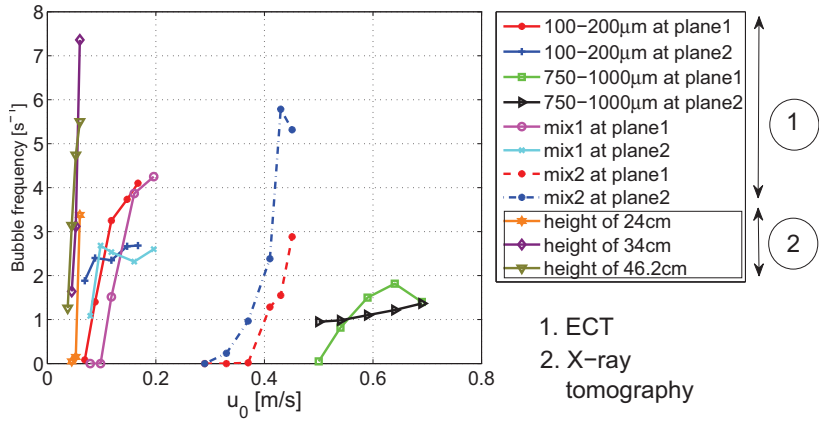 8
7
6
5
4
3
2
1
0
Bubble frequency [s⁻¹]
0
0.2
0.4
0.6
0.8
u₀ [m/s]
100−200μm at plane1
100−200μm at plane2
750−1000μm at plane1
750−1000μm at plane2
mix1 at plane1
mix1 at plane2
mix2 at plane1
mix2 at plane2
height of 24cm
height of 34cm
height of 46.2cm
1
2
1. ECT
2. X−ray
tomography